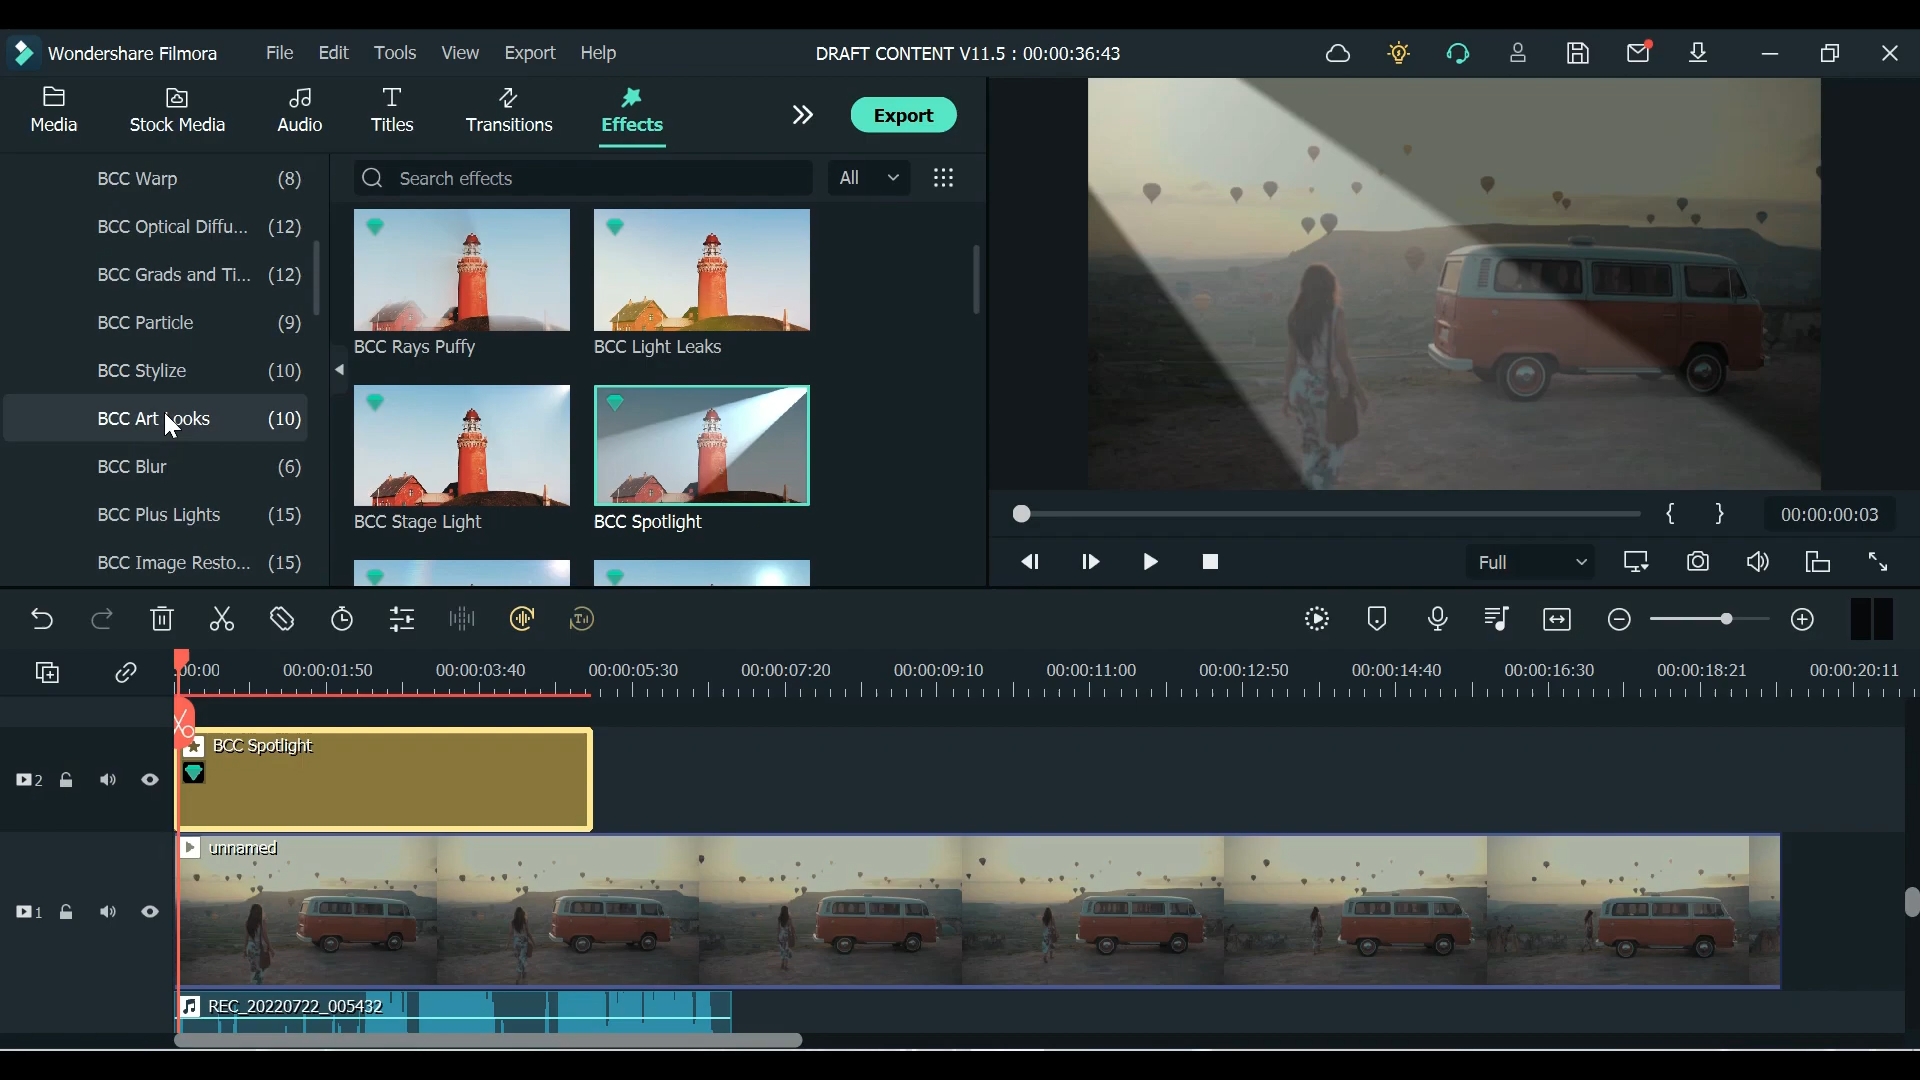 Wondershare Filmora File Edit Tools View Export Help DRAFT CONTENT V11.5 : 00:00:36:43
Media Stock Media Audio Titles Transitions Effects Export
BCC Warp (8)
BCC Optical Diffu... (12)
BCC Grads and Ti... (12)
BCC Particle (9)
BCC Stylize (10)
BCC Art Looks (10)
BCC Blur (6)
BCC Plus Lights (15)
BCC Image Resto... (15)
Search effects All
BCC Rays Puffy BCC Light Leaks
BCC Stage Light BCC Spotlight
{ } 00:00:00:03
Full
:00:00 00:00:01:50 00:00:03:40 00:00:05:30 00:00:07:20 00:00:09:10 00:00:11:00 00:00:12:50 00:00:14:40 00:00:16:30 00:00:18:21 00:00:20:11
BCC Spotlight
2
unnamed
1
REC_20220722_005432